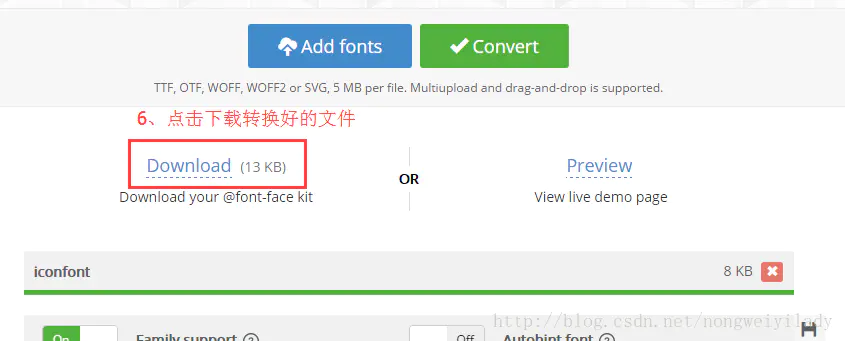 Add fonts
Convert
TTF, OTF, WOFF, WOFF2 or SVG, 5 MB per file. Multiupload and drag-and-drop is supported.
6、点击下载转换好的文件
Download (13 KB)
Download your @font-face kit
OR
Preview
View live demo page
iconfont
8 KB
http://blog.csdn.net/nongweiyilady
On
Family support
Off
Autohint font